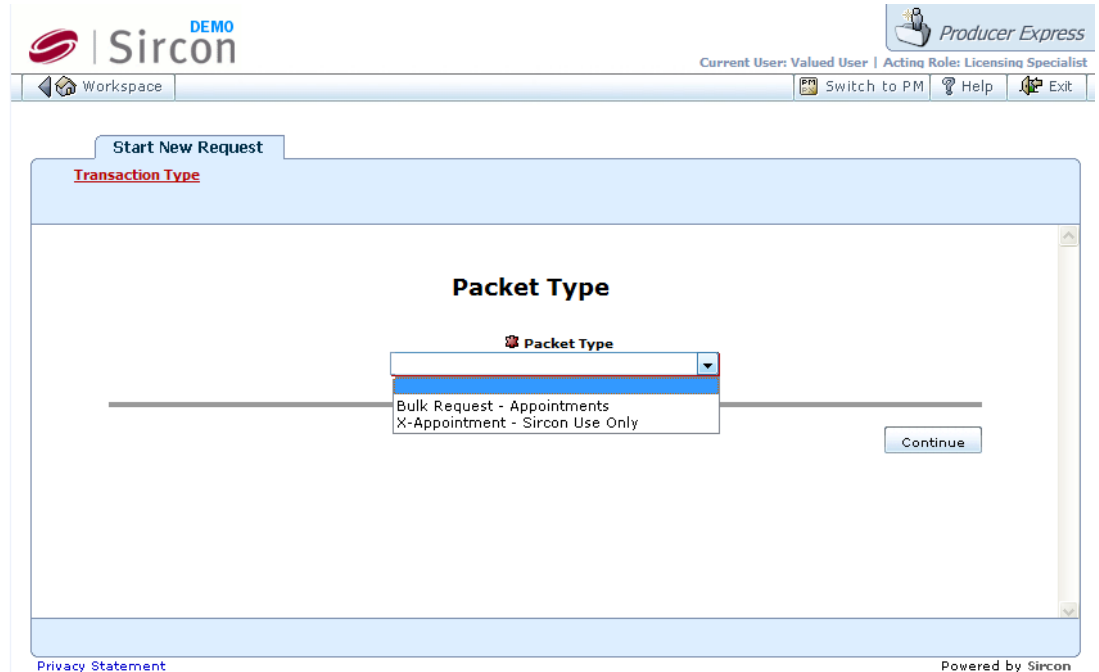 DEMO
Sircon
Producer Express
Current User: Valued User | Acting Role: Licensing Specialist
Workspace
Switch to PM
Help
Exit
Start New Request
Transaction Type
Packet Type
Packet Type
Bulk Request - Appointments
X-Appointment - Sircon Use Only
Continue
Privacy Statement
Powered by Sircon